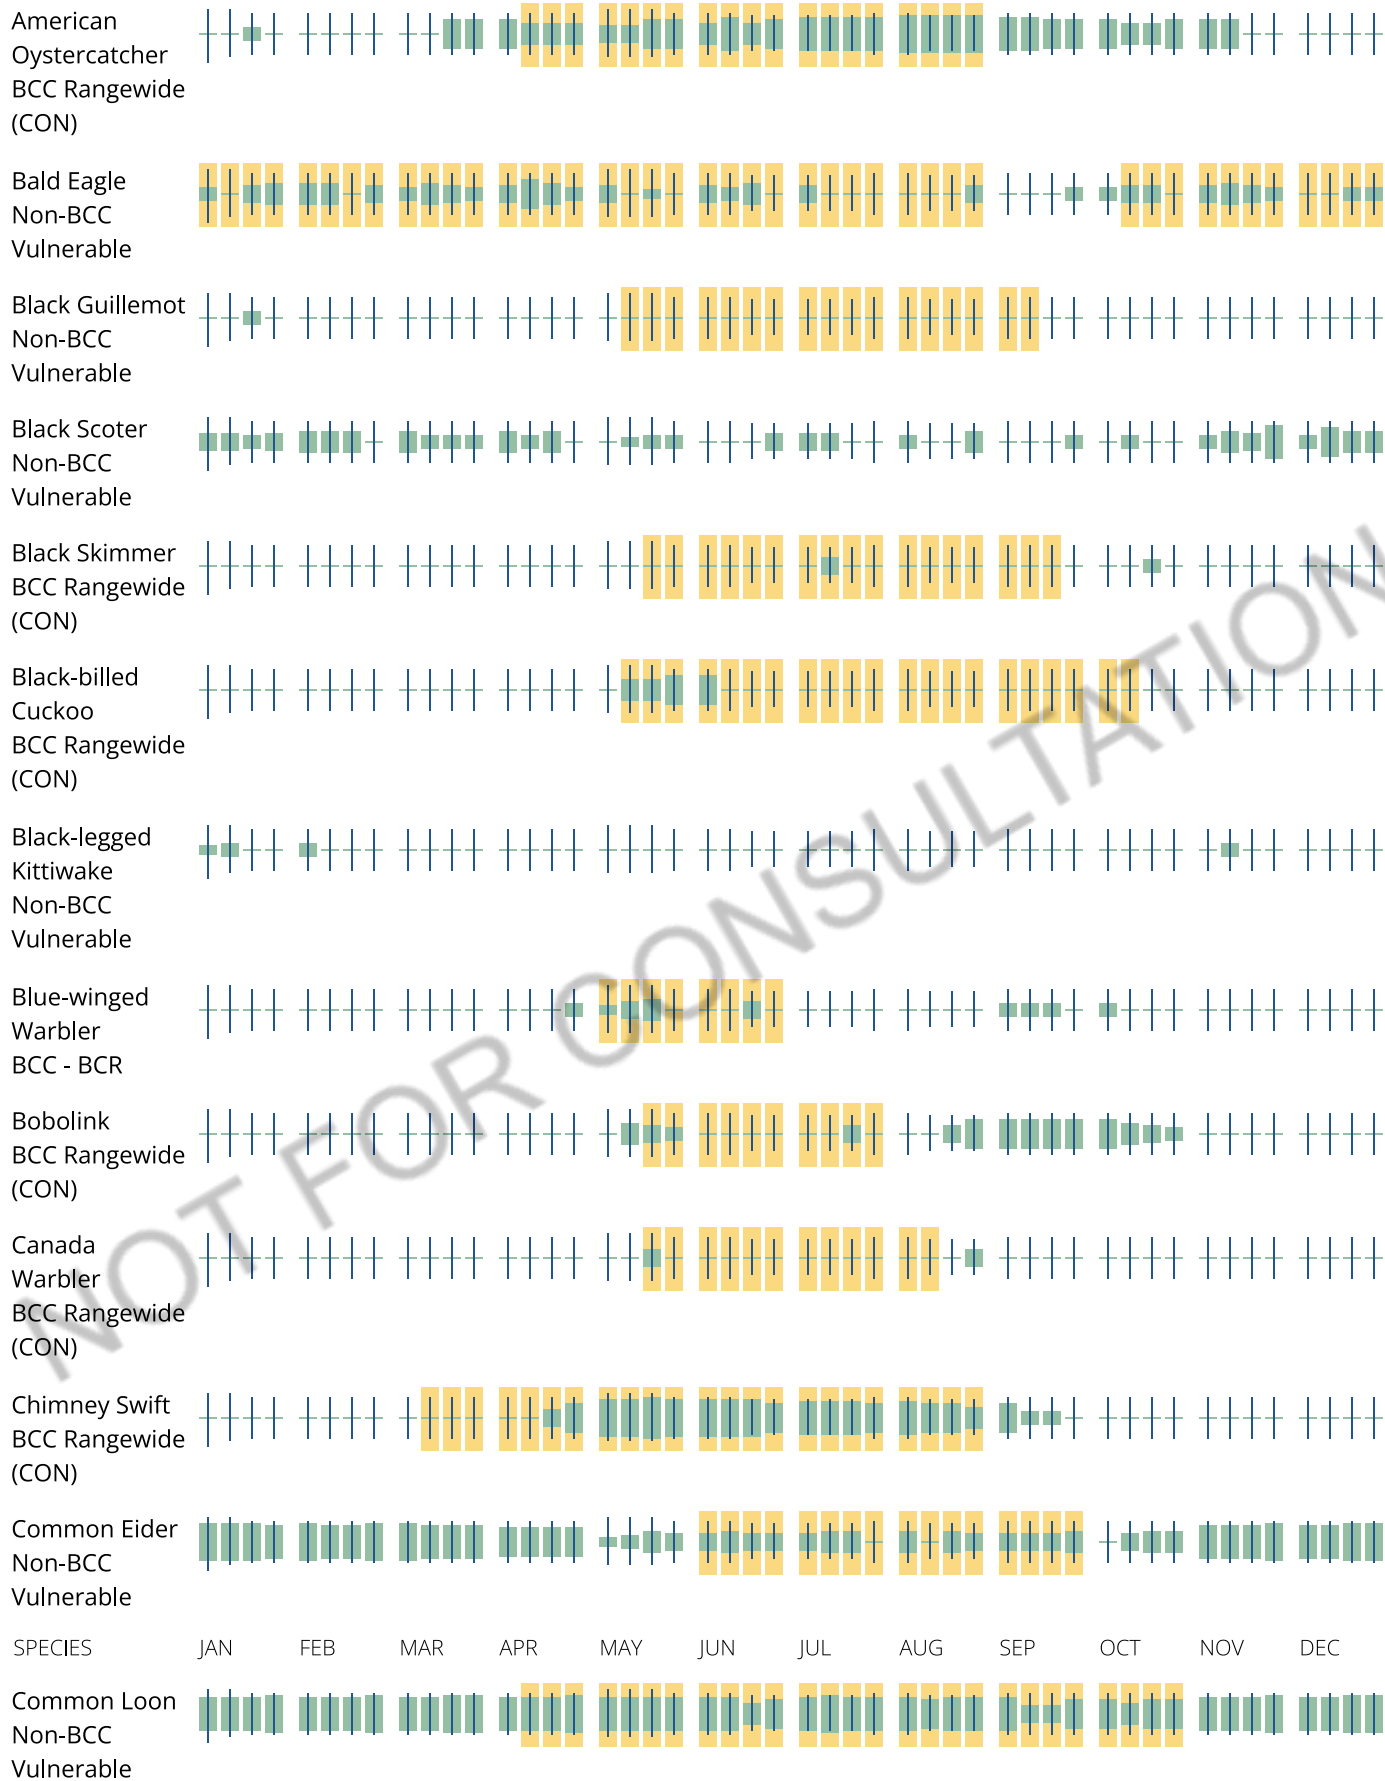 American
Oystercatcher
BCC Rangewide
(CON)
Bald Eagle
Non-BCC
Vulnerable
Black Guillemot
Non-BCC
Vulnerable
Black Scoter
Non-BCC
Vulnerable
Black Skimmer
BCC Rangewide
(CON)
Black-billed
Cuckoo
BCC Rangewide
(CON)
Black-legged
Kittiwake
Non-BCC
Vulnerable
Blue-winged
Warbler
BCC - BCR
Bobolink
BCC Rangewide
(CON)
Canada
Warbler
BCC Rangewide
(CON)
Chimney Swift
BCC Rangewide
(CON)
Common Eider
Non-BCC
Vulnerable
SPECIES JAN FEB MAR APR MAY JUN JUL AUG SEP OCT NOV DEC
Common Loon
Non-BCC
Vulnerable
NOT FOR CONSULTATION